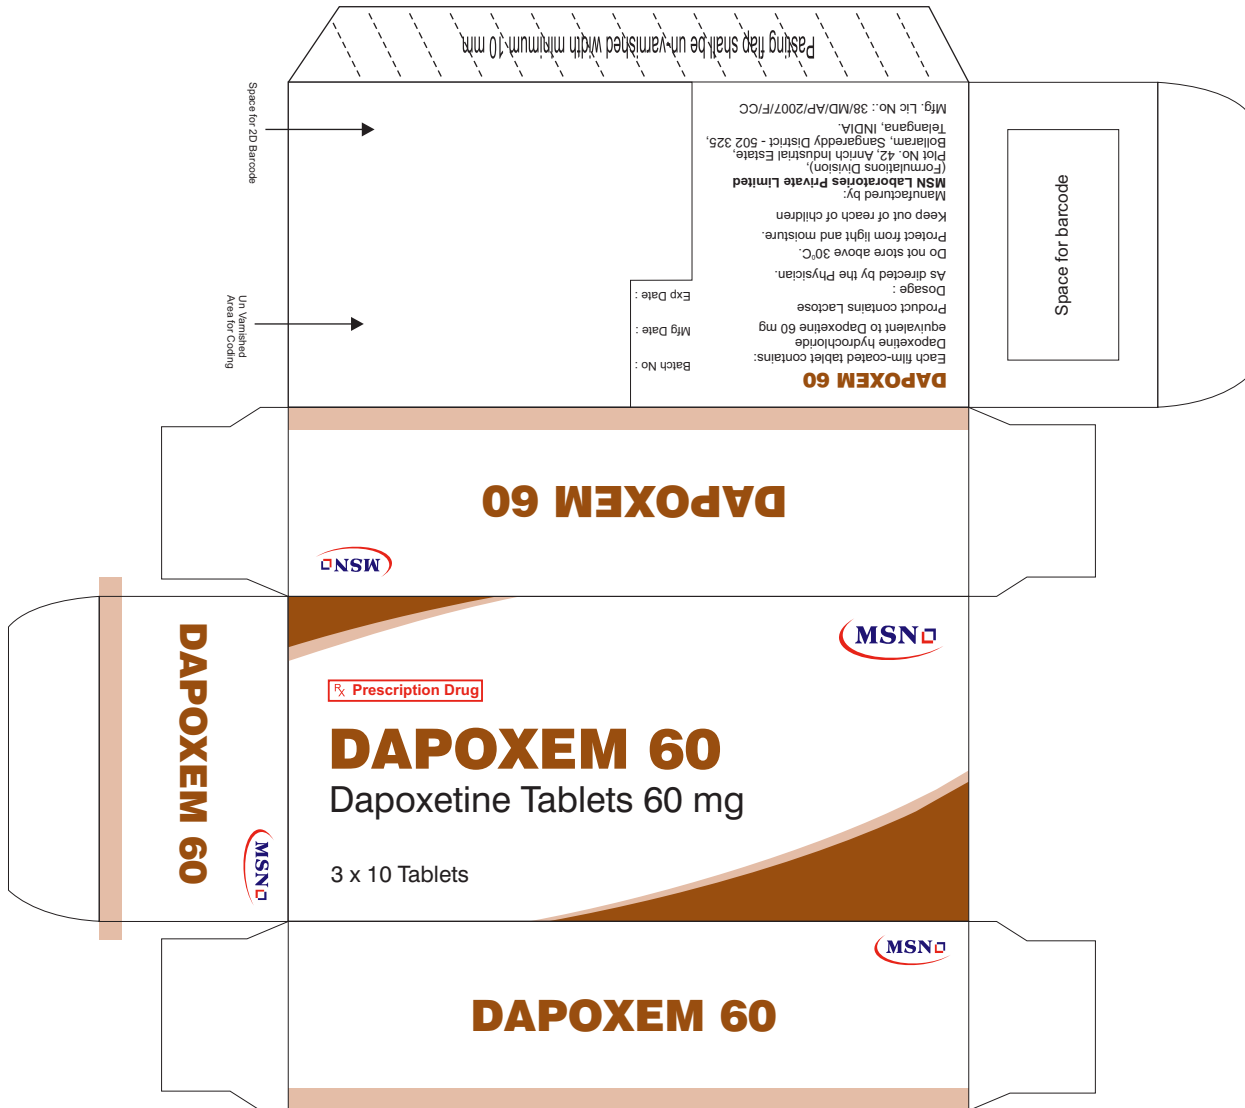 Pasting flap shall be un-varnished width minimum 10 mm
Space for 2D Barcode
Un Varnished
Area for Coding
DAPOXEM 60
Each film-coated tablet contains:
Dapoxetine hydrochloride
equivalent to Dapoxetine 60 mg
Product contains Lactose
Dosage :
As directed by the Physician.
Do not store above 30⁰C.
Protect from light and moisture.
Keep out of reach of children
Manufactured by:
MSN Laboratories Private Limited
(Formulations Division),
Plot No. 42, Anrich Industrial Estate,
Bollaram, Sangareddy District - 502 325,
Telangana, INDIA.
Mfg. Lic No.: 38/MD/AP/2007/F/CC
Batch No :
Mfg Date :
Exp Date :
Space for barcode
DAPOXEM 60
MSN
DAPOXEM 60
MSN
MSN
Rx Prescription Drug
DAPOXEM 60
Dapoxetine Tablets 60 mg
3 x 10 Tablets
MSN
DAPOXEM 60